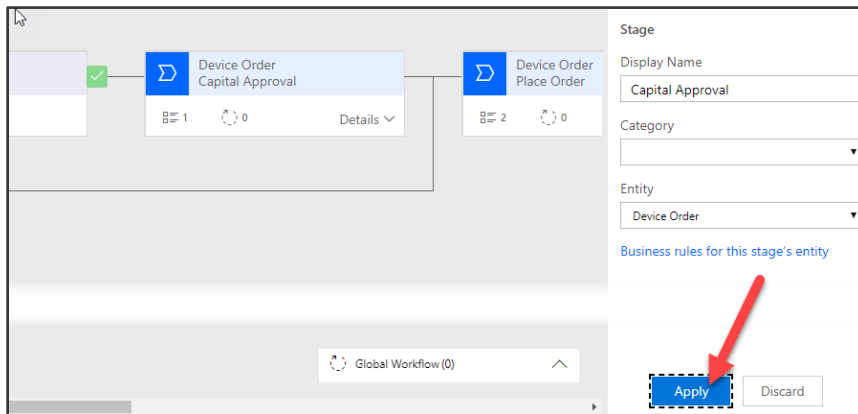 Device Order
Capital Approval
1
0
Details
Device Order
Place Order
2
0
Global Workflow (0)
Stage
Display Name
Capital Approval
Category
Entity
Device Order
Business rules for this stage's entity
Apply
Discard